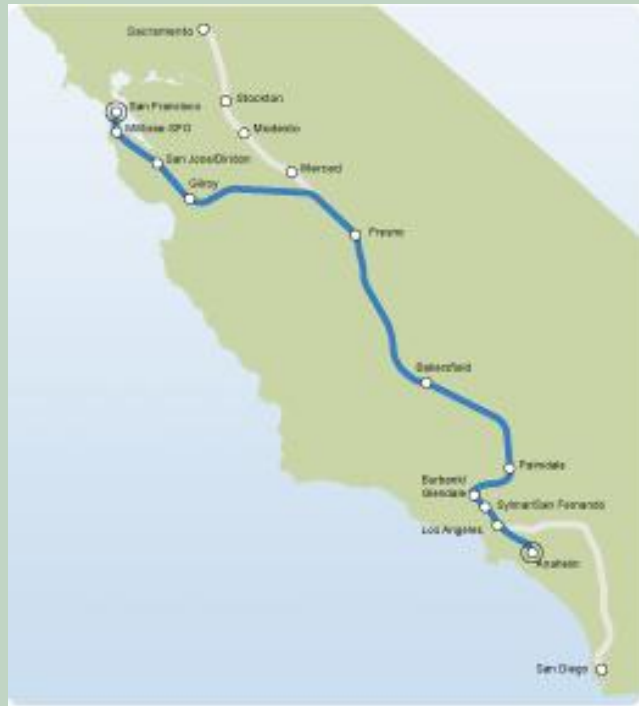 Sacramento
Stockton
San Francisco
Modesto
Millbrae-SFO
San Jose/Diridon
Merced
Gilroy
Fresno
Bakersfield
Palmdale
Burbank/
Glendale
Sylmar/San Fernando
Los Angeles
Anaheim
San Diego